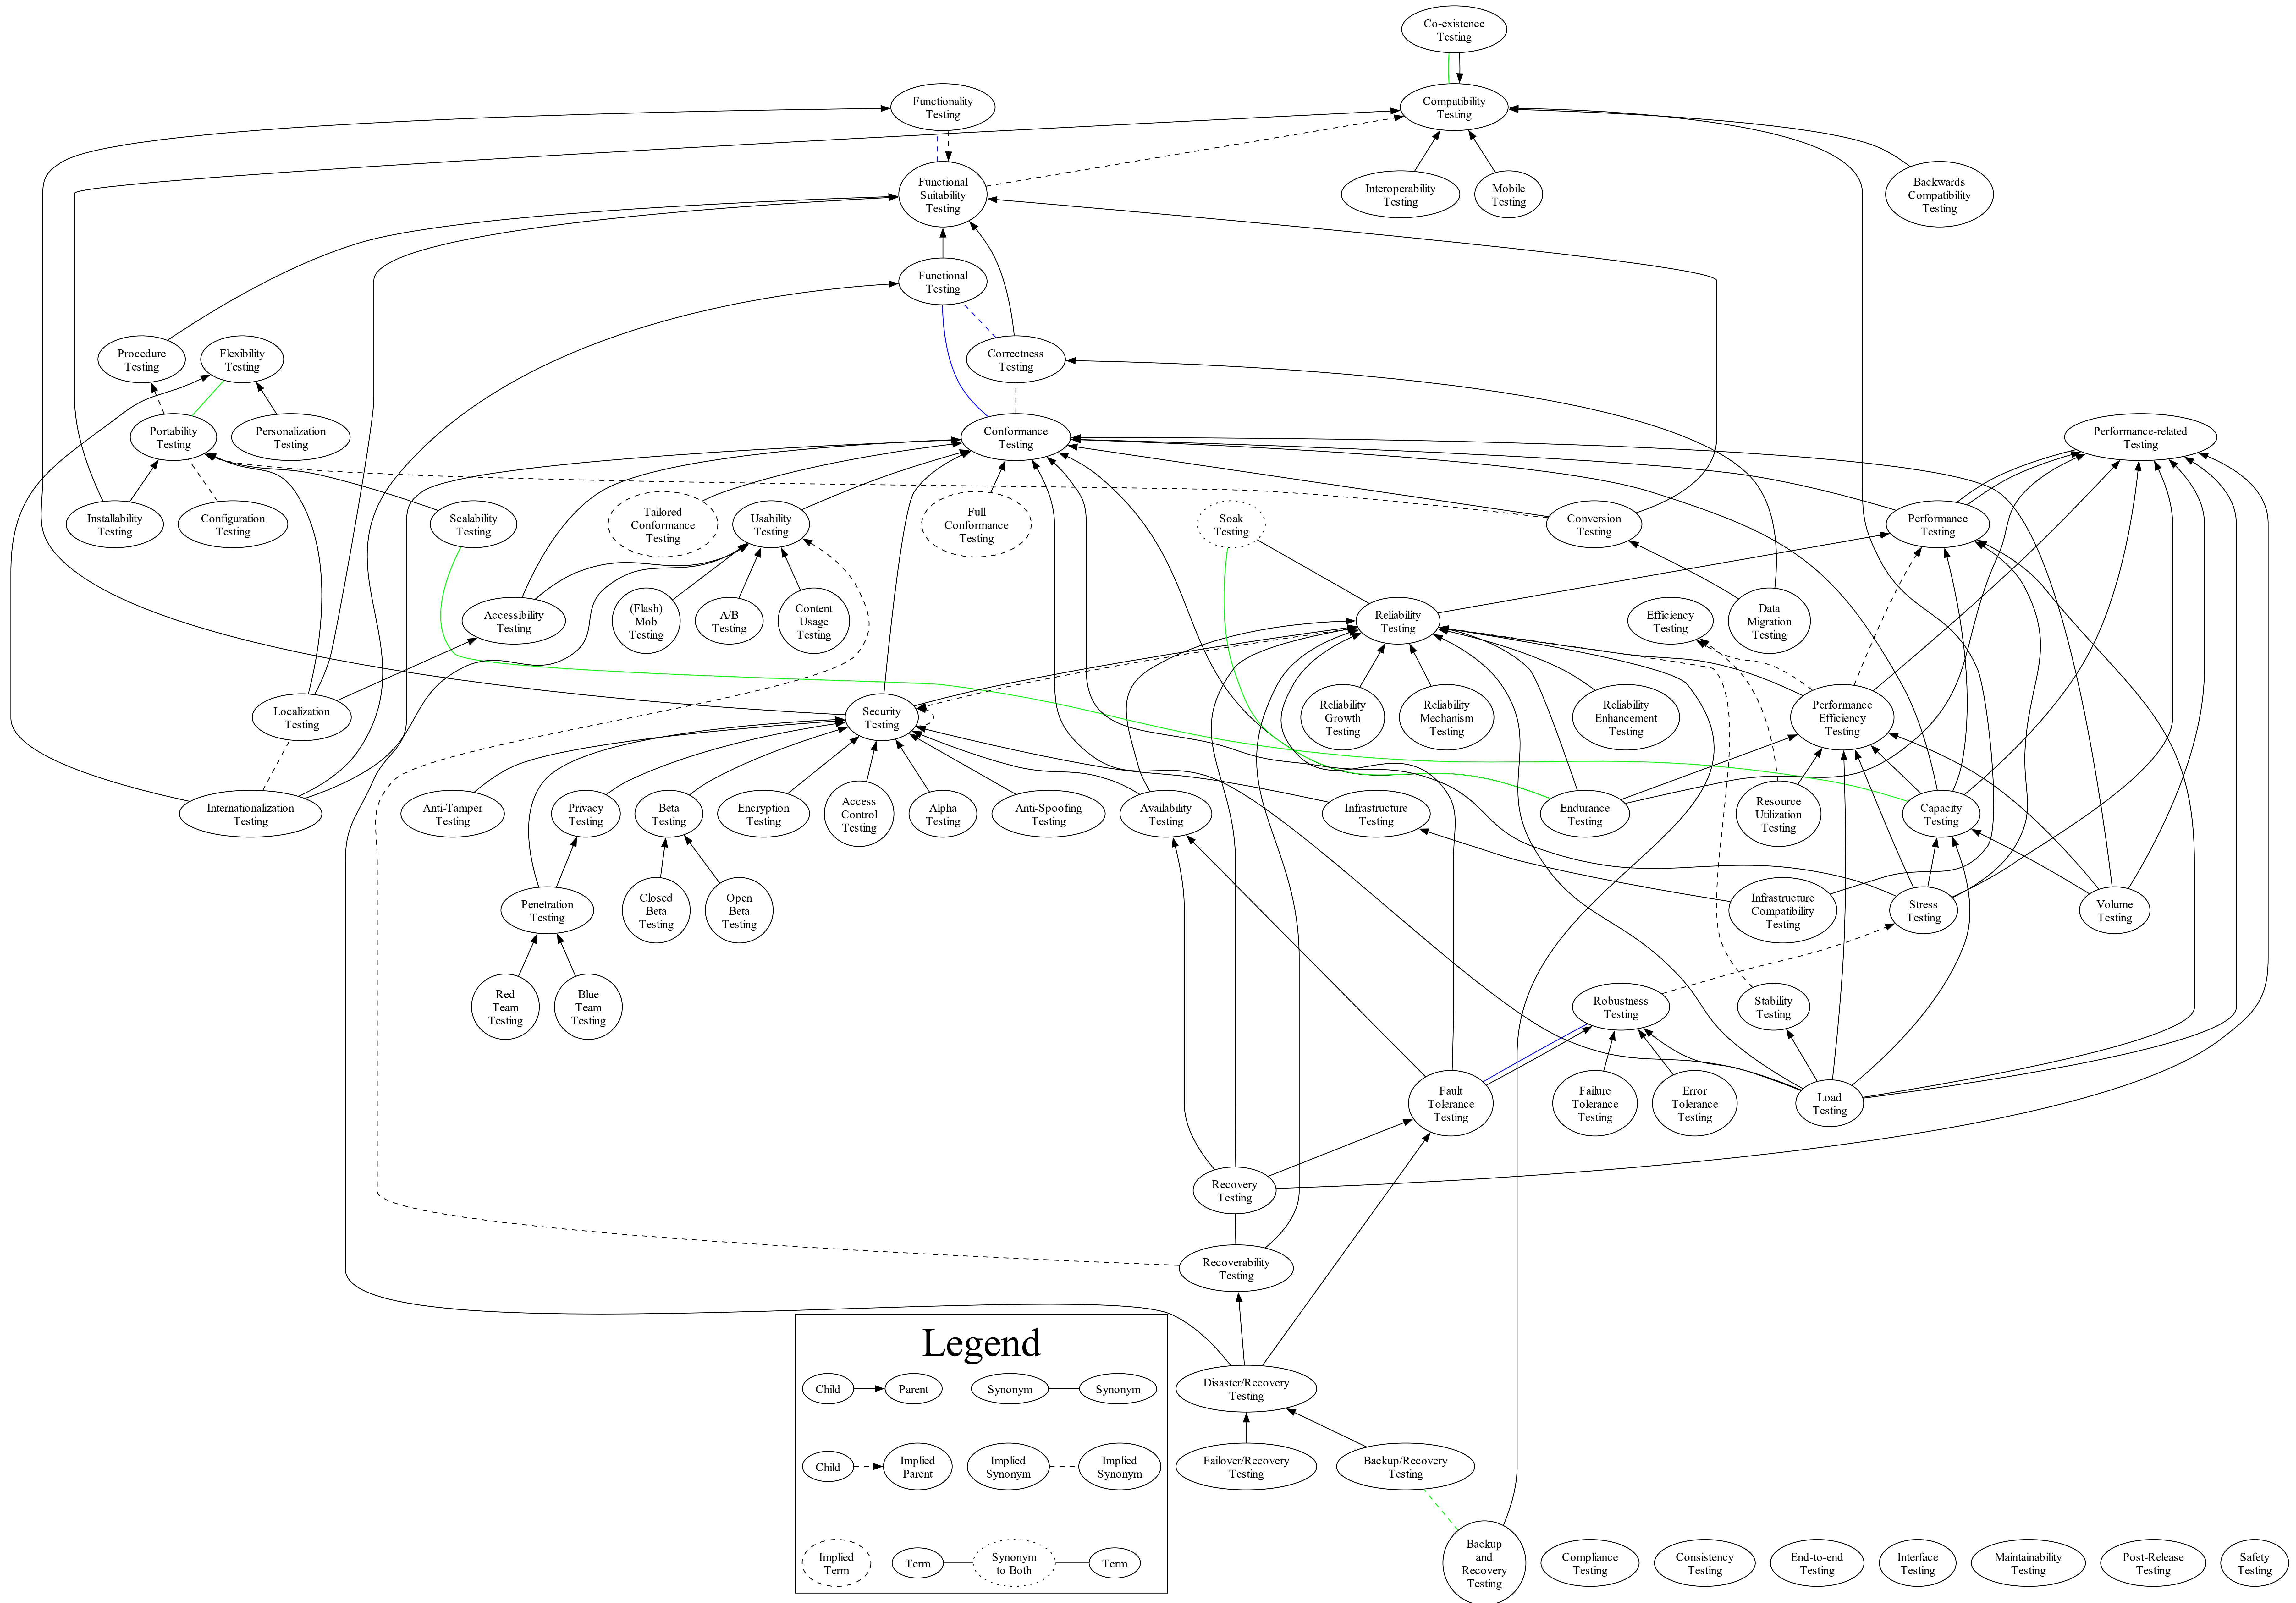 Co-existence
Testing
Functionality
Testing
Compatibility
Testing
Functional
Suitability
Testing
Interoperability
Testing
Mobile
Testing
Backwards
Compatibility
Testing
Functional
Testing
Procedure
Testing
Flexibility
Testing
Correctness
Testing
Portability
Testing
Personalization
Testing
Conformance
Testing
Performance-related
Testing
Installability
Testing
Configuration
Testing
Scalability
Testing
Tailored
Conformance
Testing
Usability
Testing
Full
Conformance
Testing
Soak
Testing
Conversion
Testing
Performance
Testing
Accessibility
Testing
(Flash)
Mob
Testing
A/B
Testing
Content
Usage
Testing
Reliability
Testing
Efficiency
Testing
Data
Migration
Testing
Localization
Testing
Security
Testing
Reliability
Growth
Testing
Reliability
Mechanism
Testing
Reliability
Enhancement
Testing
Performance
Efficiency
Testing
Internationalization
Testing
Anti-Tamper
Testing
Privacy
Testing
Beta
Testing
Encryption
Testing
Access
Control
Testing
Alpha
Testing
Anti-Spoofing
Testing
Availability
Testing
Infrastructure
Testing
Endurance
Testing
Resource
Utilization
Testing
Capacity
Testing
Penetration
Testing
Closed
Beta
Testing
Open
Beta
Testing
Infrastructure
Compatibility
Testing
Stress
Testing
Volume
Testing
Red
Team
Testing
Blue
Team
Testing
Robustness
Testing
Stability
Testing
Fault
Tolerance
Testing
Failure
Tolerance
Testing
Error
Tolerance
Testing
Load
Testing
Recovery
Testing
Recoverability
Testing
Legend
Child
Parent
Synonym
Synonym
Disaster/Recovery
Testing
Child
Implied
Parent
Implied
Synonym
Implied
Synonym
Failover/Recovery
Testing
Backup/Recovery
Testing
Implied
Term
Term
Synonym
to Both
Term
Backup
and
Recovery
Testing
Compliance
Testing
Consistency
Testing
End-to-end
Testing
Interface
Testing
Maintainability
Testing
Post-Release
Testing
Safety
Testing